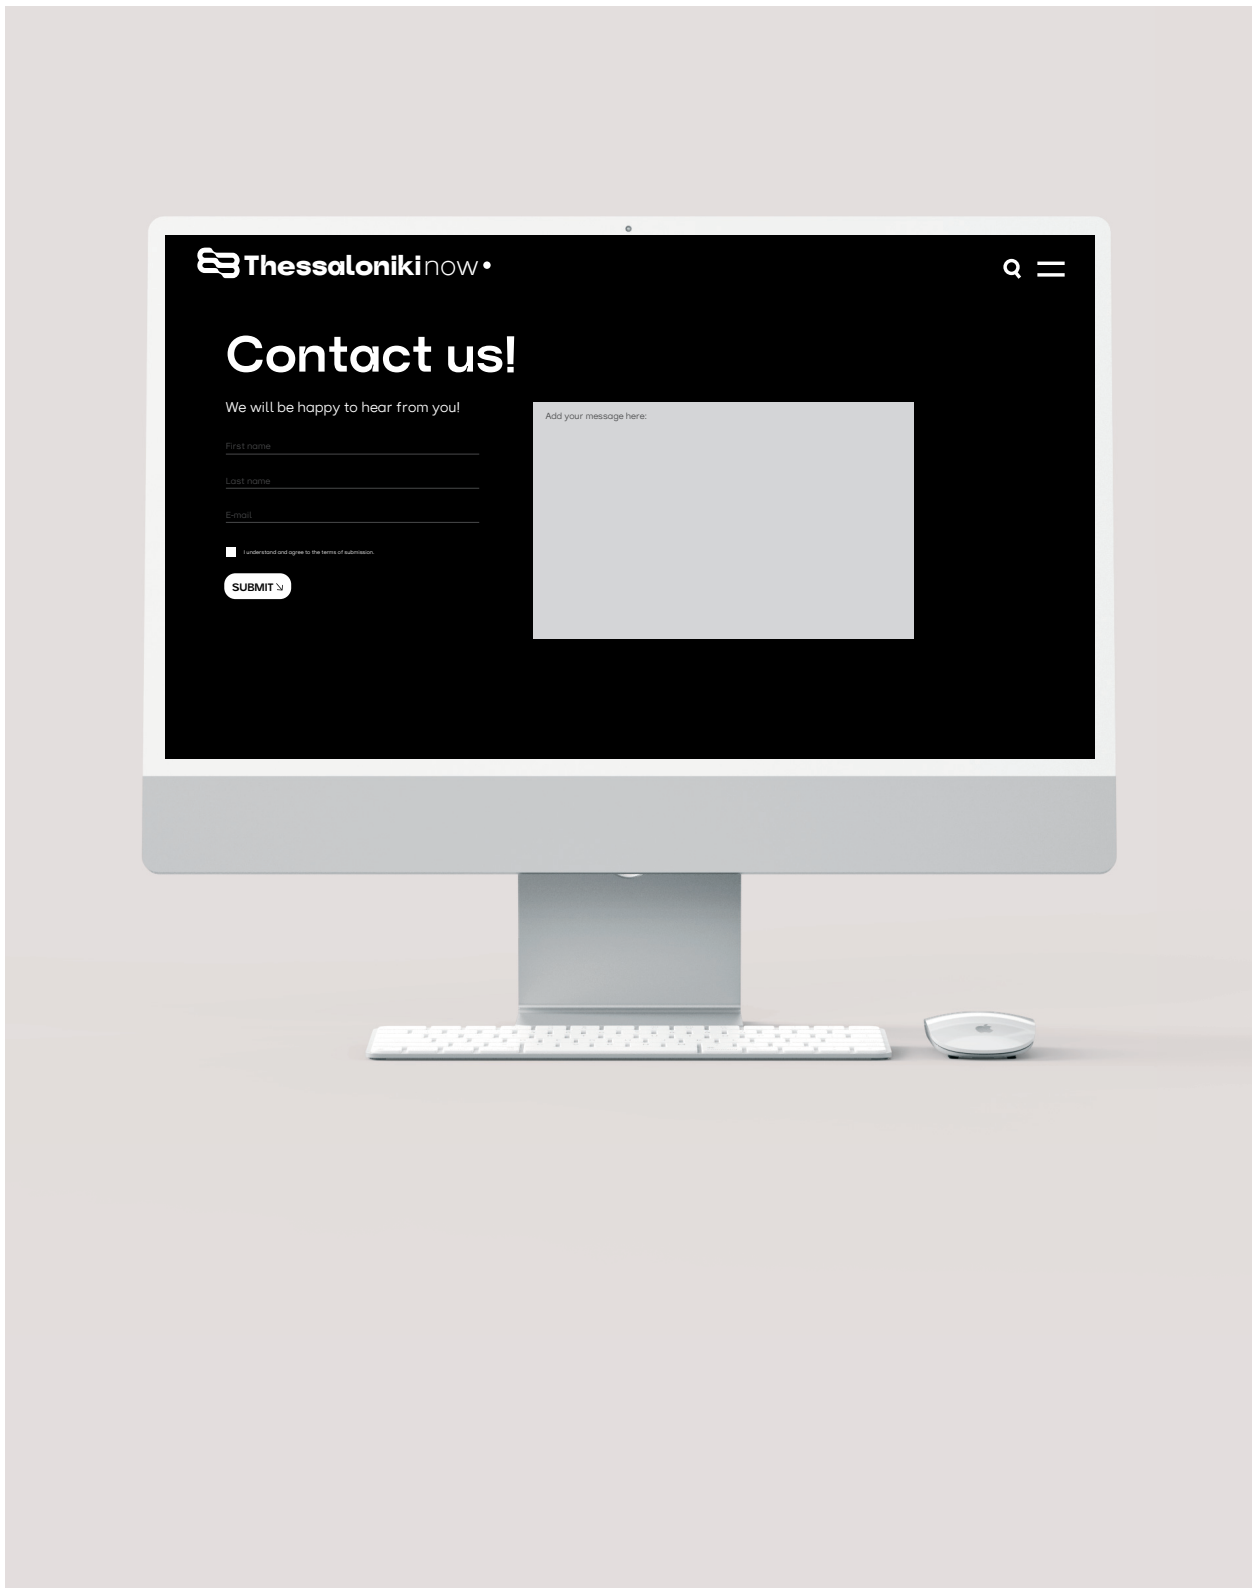 Thessalonikinow•
Contact us!
We will be happy to hear from you!
First name
Last name
E-mail
I understand and agree to the terms of submission.
SUBMIT
Add your message here: